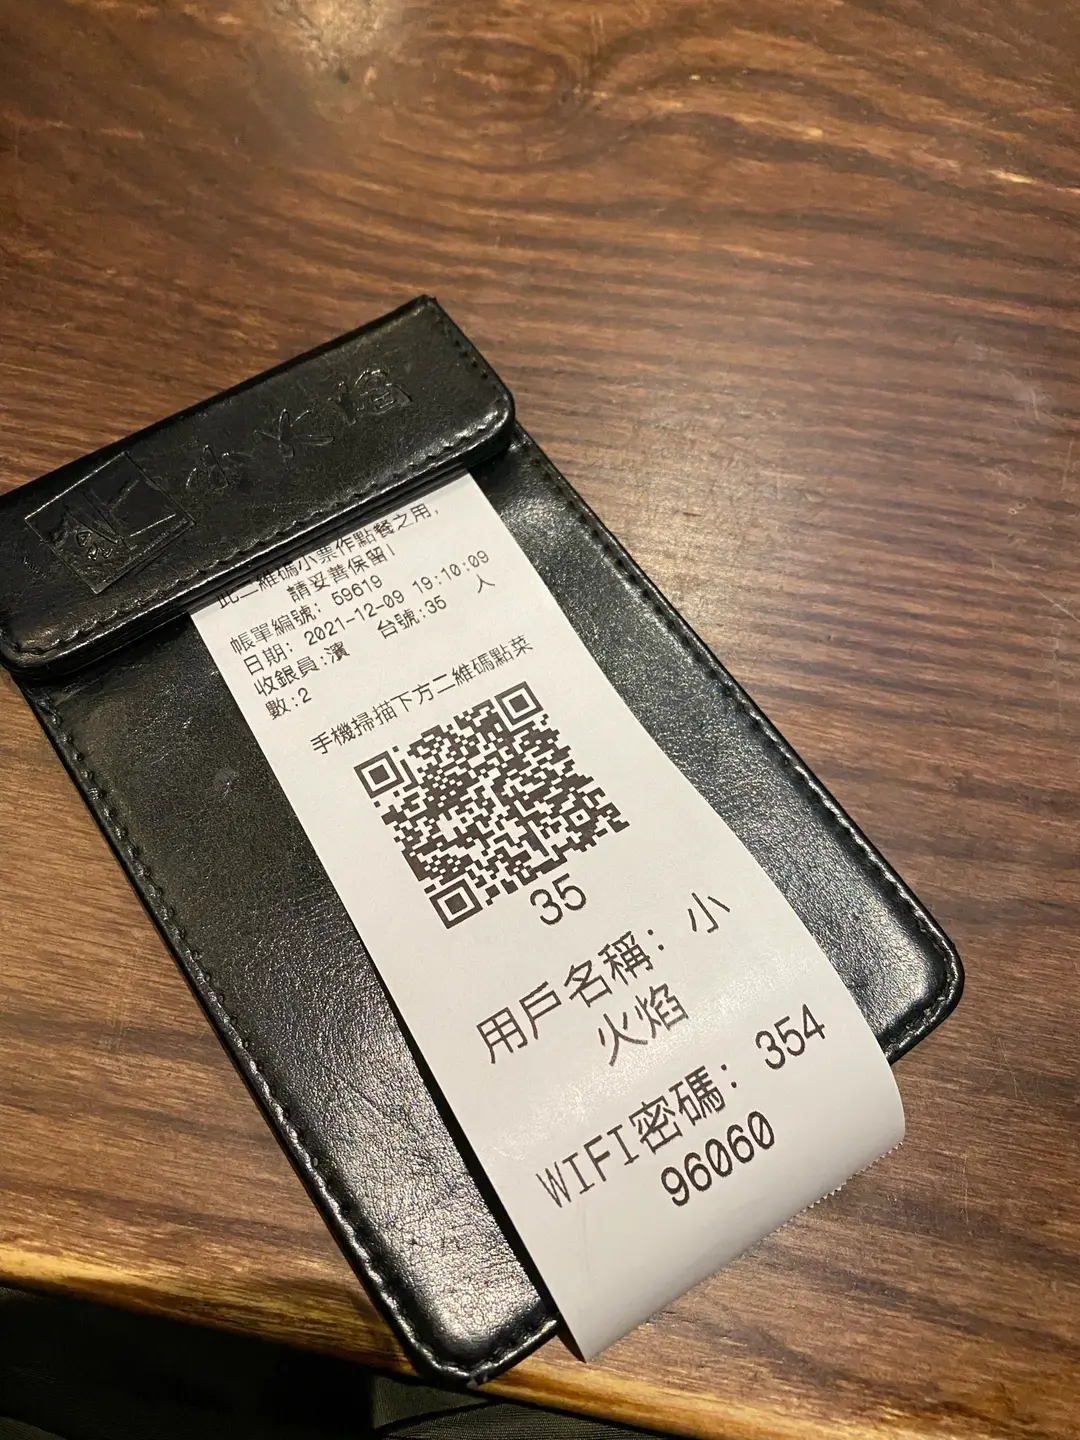 小火焰
此二維碼小票作點餐之用,
請妥善保留!
帳單編號: 59619
日期: 2021-12-09 19:10:09
收銀員:濱 台號:35 人
數:2
手機掃描下方二維碼點菜
35
用戶名稱: 小
火焰
WIFI密碼: 354
96060